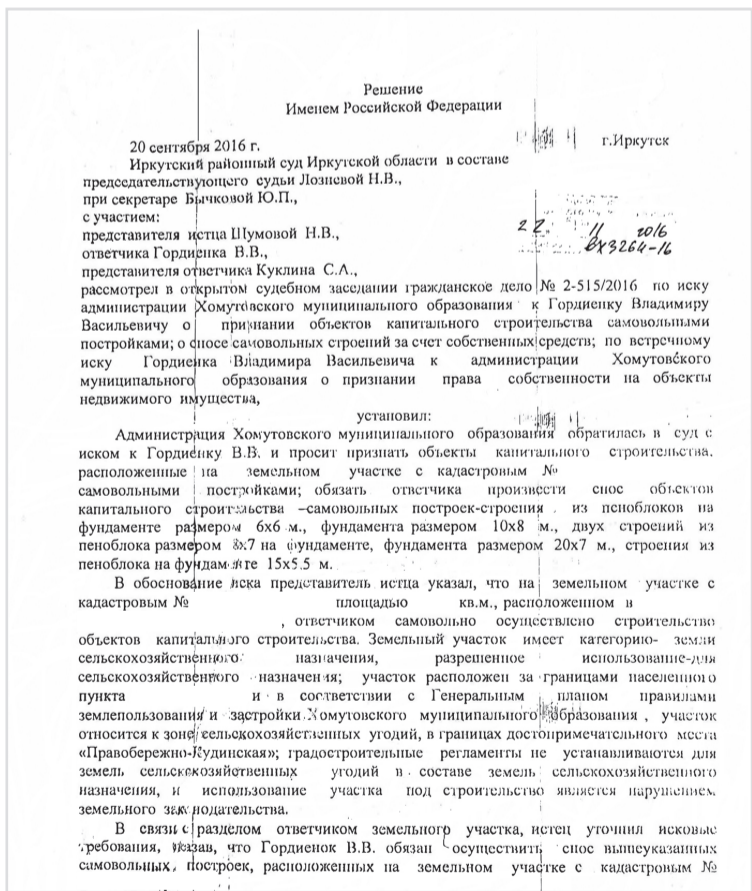 Решение
Именем Российской Федерации
20 сентября 2016 г. г.Иркутск
Иркутский районный суд Иркутской области в составе
председательствующего судьи Лозневой Н.В.,
при секретаре Бычковой Ю.П.,
с участием:
представителя истца Шумовой Н.В.,
22. 11 2016
ответчика Гордиенка В.В.,
вх3264-16
представителя ответчика Куклина С.А.,
рассмотрел в открытом судебном заседании гражданское дело № 2-515/2016 по иску
администрации Хомутовского муниципального образования к Гордиенку Владимиру
Васильевичу о признании объектов капитального строительства самовольными
постройками; о сносе самовольных строений за счет собственных средств; по встречному
иску Гордиенка Владимира Васильевича к администрации Хомутовского
муниципального образования о признании права собственности на объекты
недвижимого имущества,
установил:
Администрация Хомутовского муниципального образования обратилась в суд с
иском к Гордиенку В.В. и просит признать объекты капитального строительства,
расположенные на земельном участке с кадастровым №
самовольными постройками; обязать ответчика произвести снос объектов
капитального строительства –самовольных построек-строения , из пеноблоков на
фундаменте размером 6х6 м., фундамента размером 10х8 м., двух строений из
пеноблока размером 8х7 на фундаменте, фундамента размером 20х7 м., строения из
пеноблока на фундаменте 15х5.5 м.
В обоснование иска представитель истца указал, что на земельном участке с
кадастровым № площадью кв.м., расположенном в
, ответчиком самовольно осуществлено строительство
объектов капитального строительства. Земельный участок имеет категорию- земли
сельскохозяйственного назначения, разрешенное использование-для
сельскохозяйственного назначения; участок расположен за границами населенного
пункта и в соответствии с Генеральным планом правилами
землепользования и застройки Хомутовского муниципального образования , участок
относится к зоне сельскохозяйственных угодий, в границах достопримечательного места
«Правобережно-Кудинская»; градостроительные регламенты не устанавливаются для
земель сельскохозяйственных угодий в составе земель сельскохозяйственного
назначения, и использование участка под строительство является нарушением
земельного законодательства.
В связи с разделом ответчиком земельного участка, истец уточнил исковые
требования, указав, что Гордиенок В.В. обязан осуществить снос вышеуказанных
самовольных построек, расположенных на земельном участке с кадастровым №